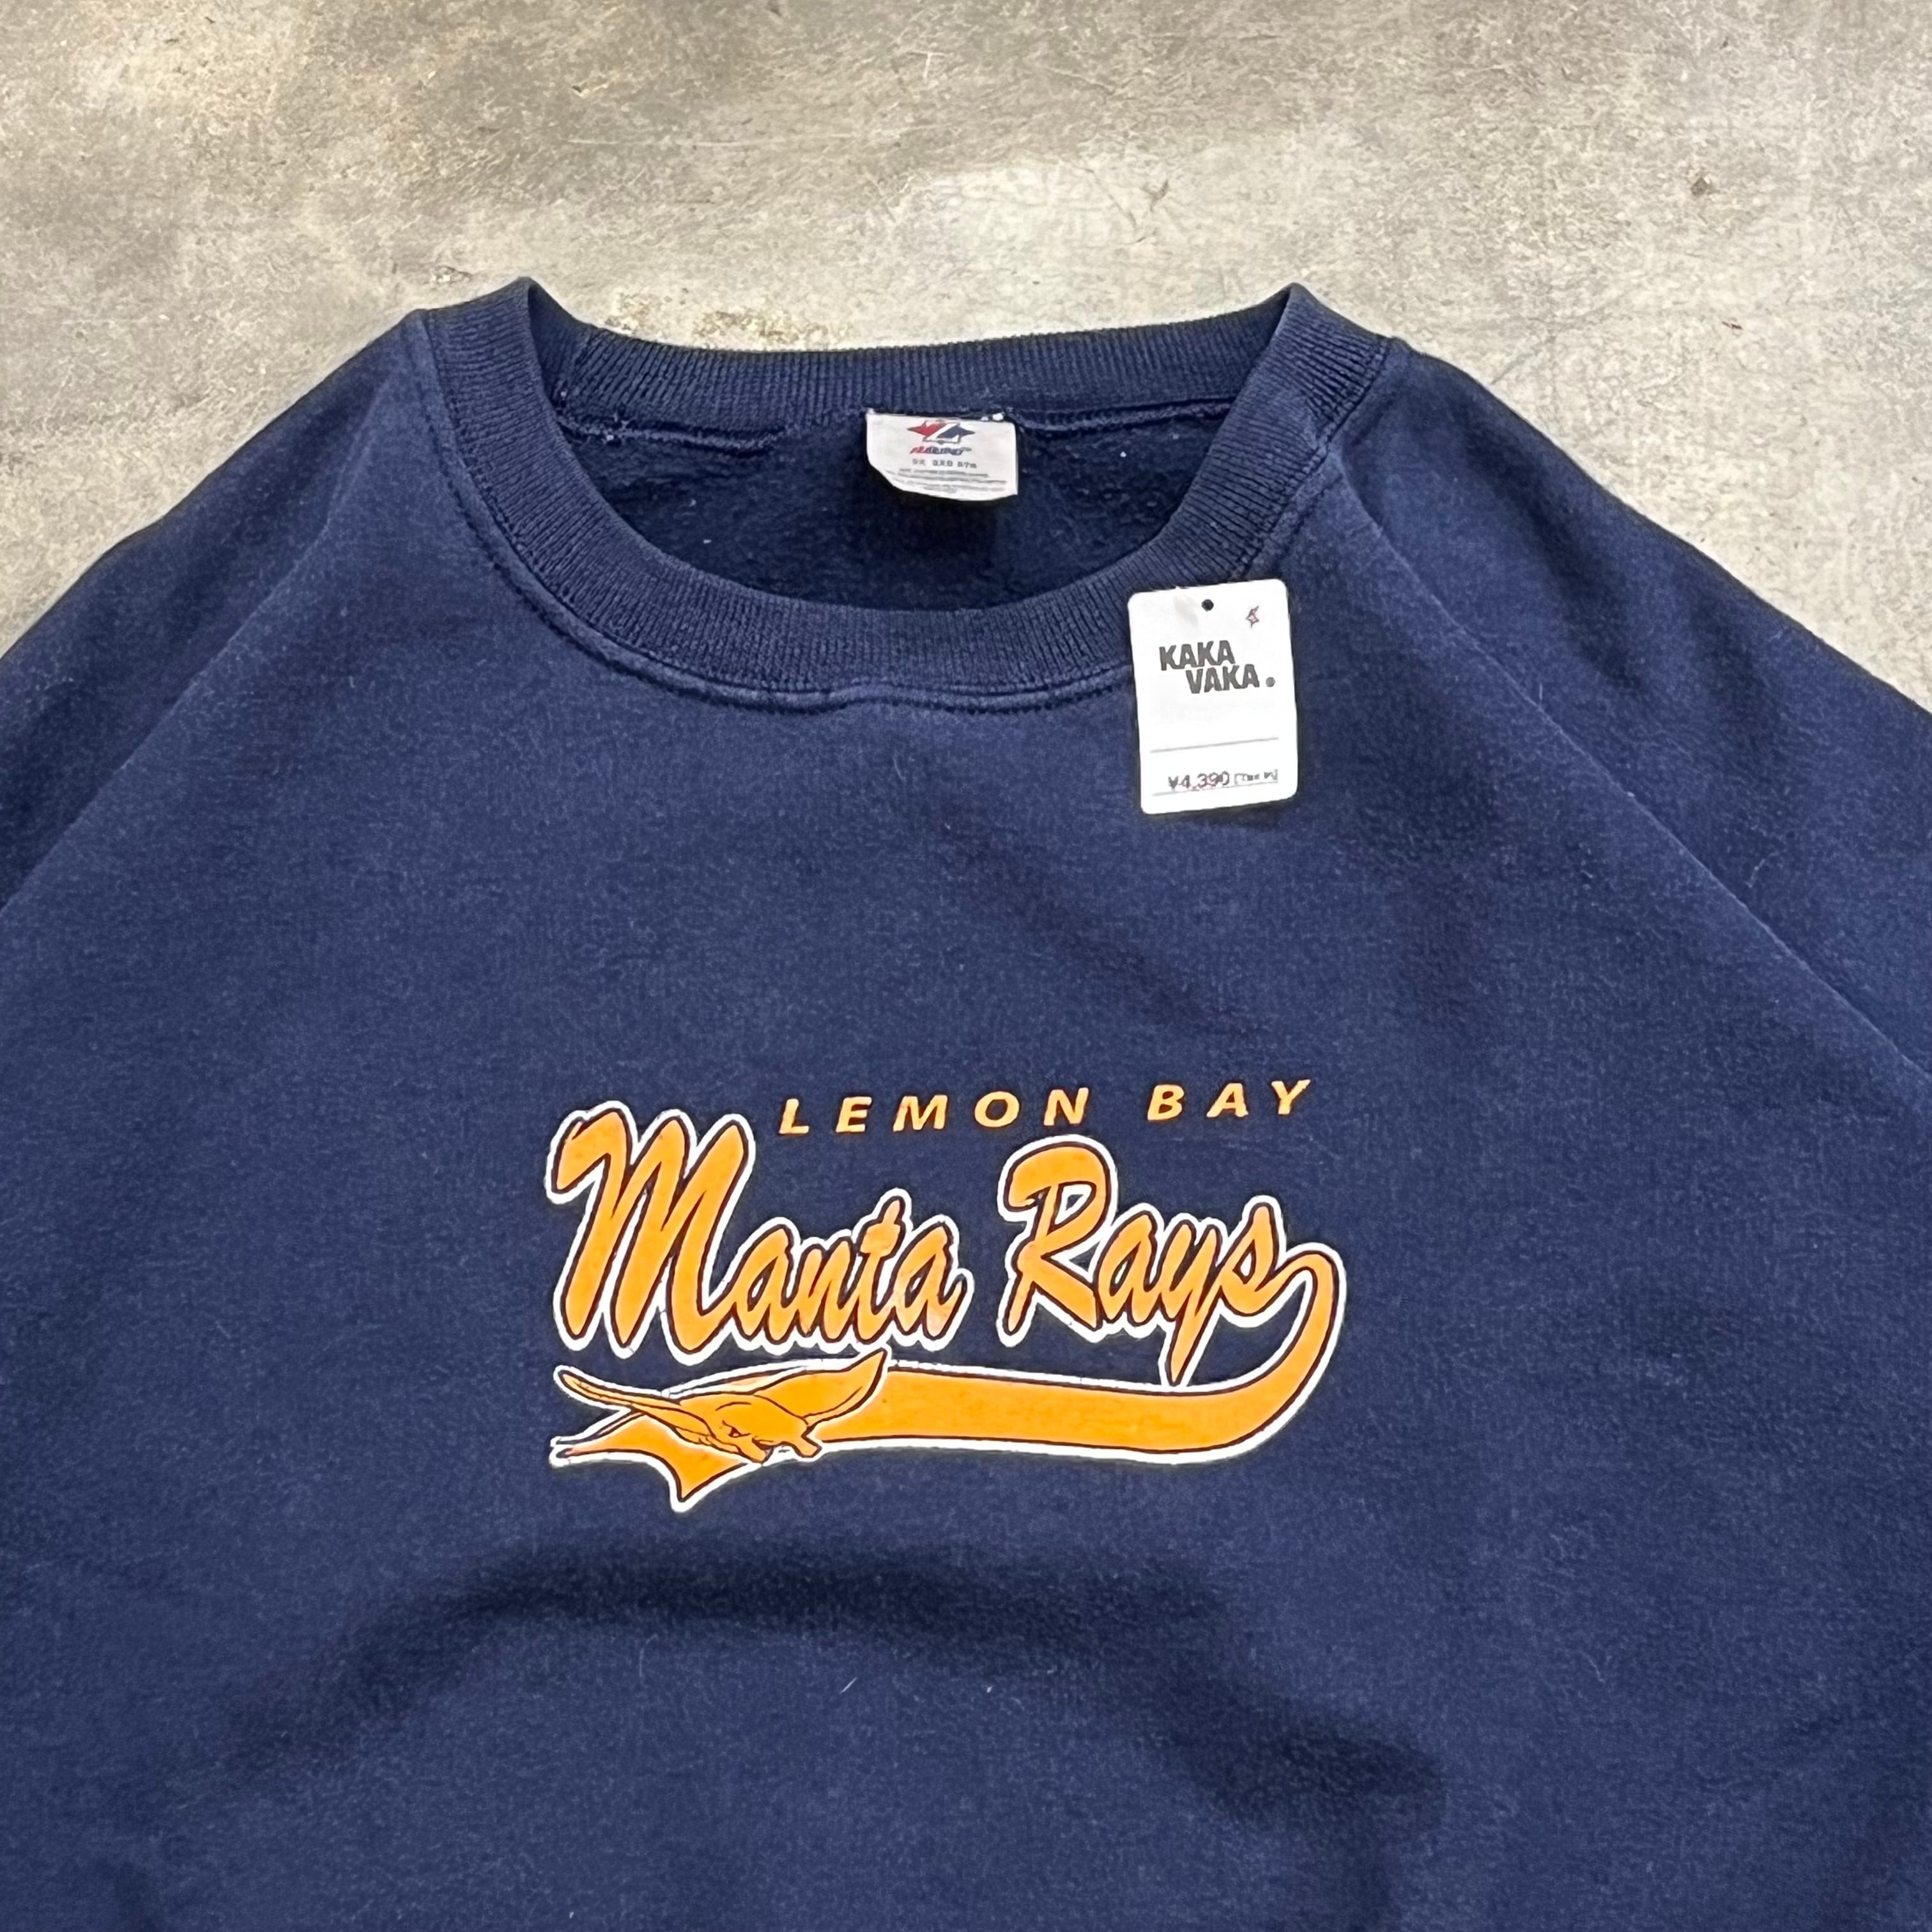 KAKA
VAKA.
¥4,390
LEMON BAY
Manta Rays